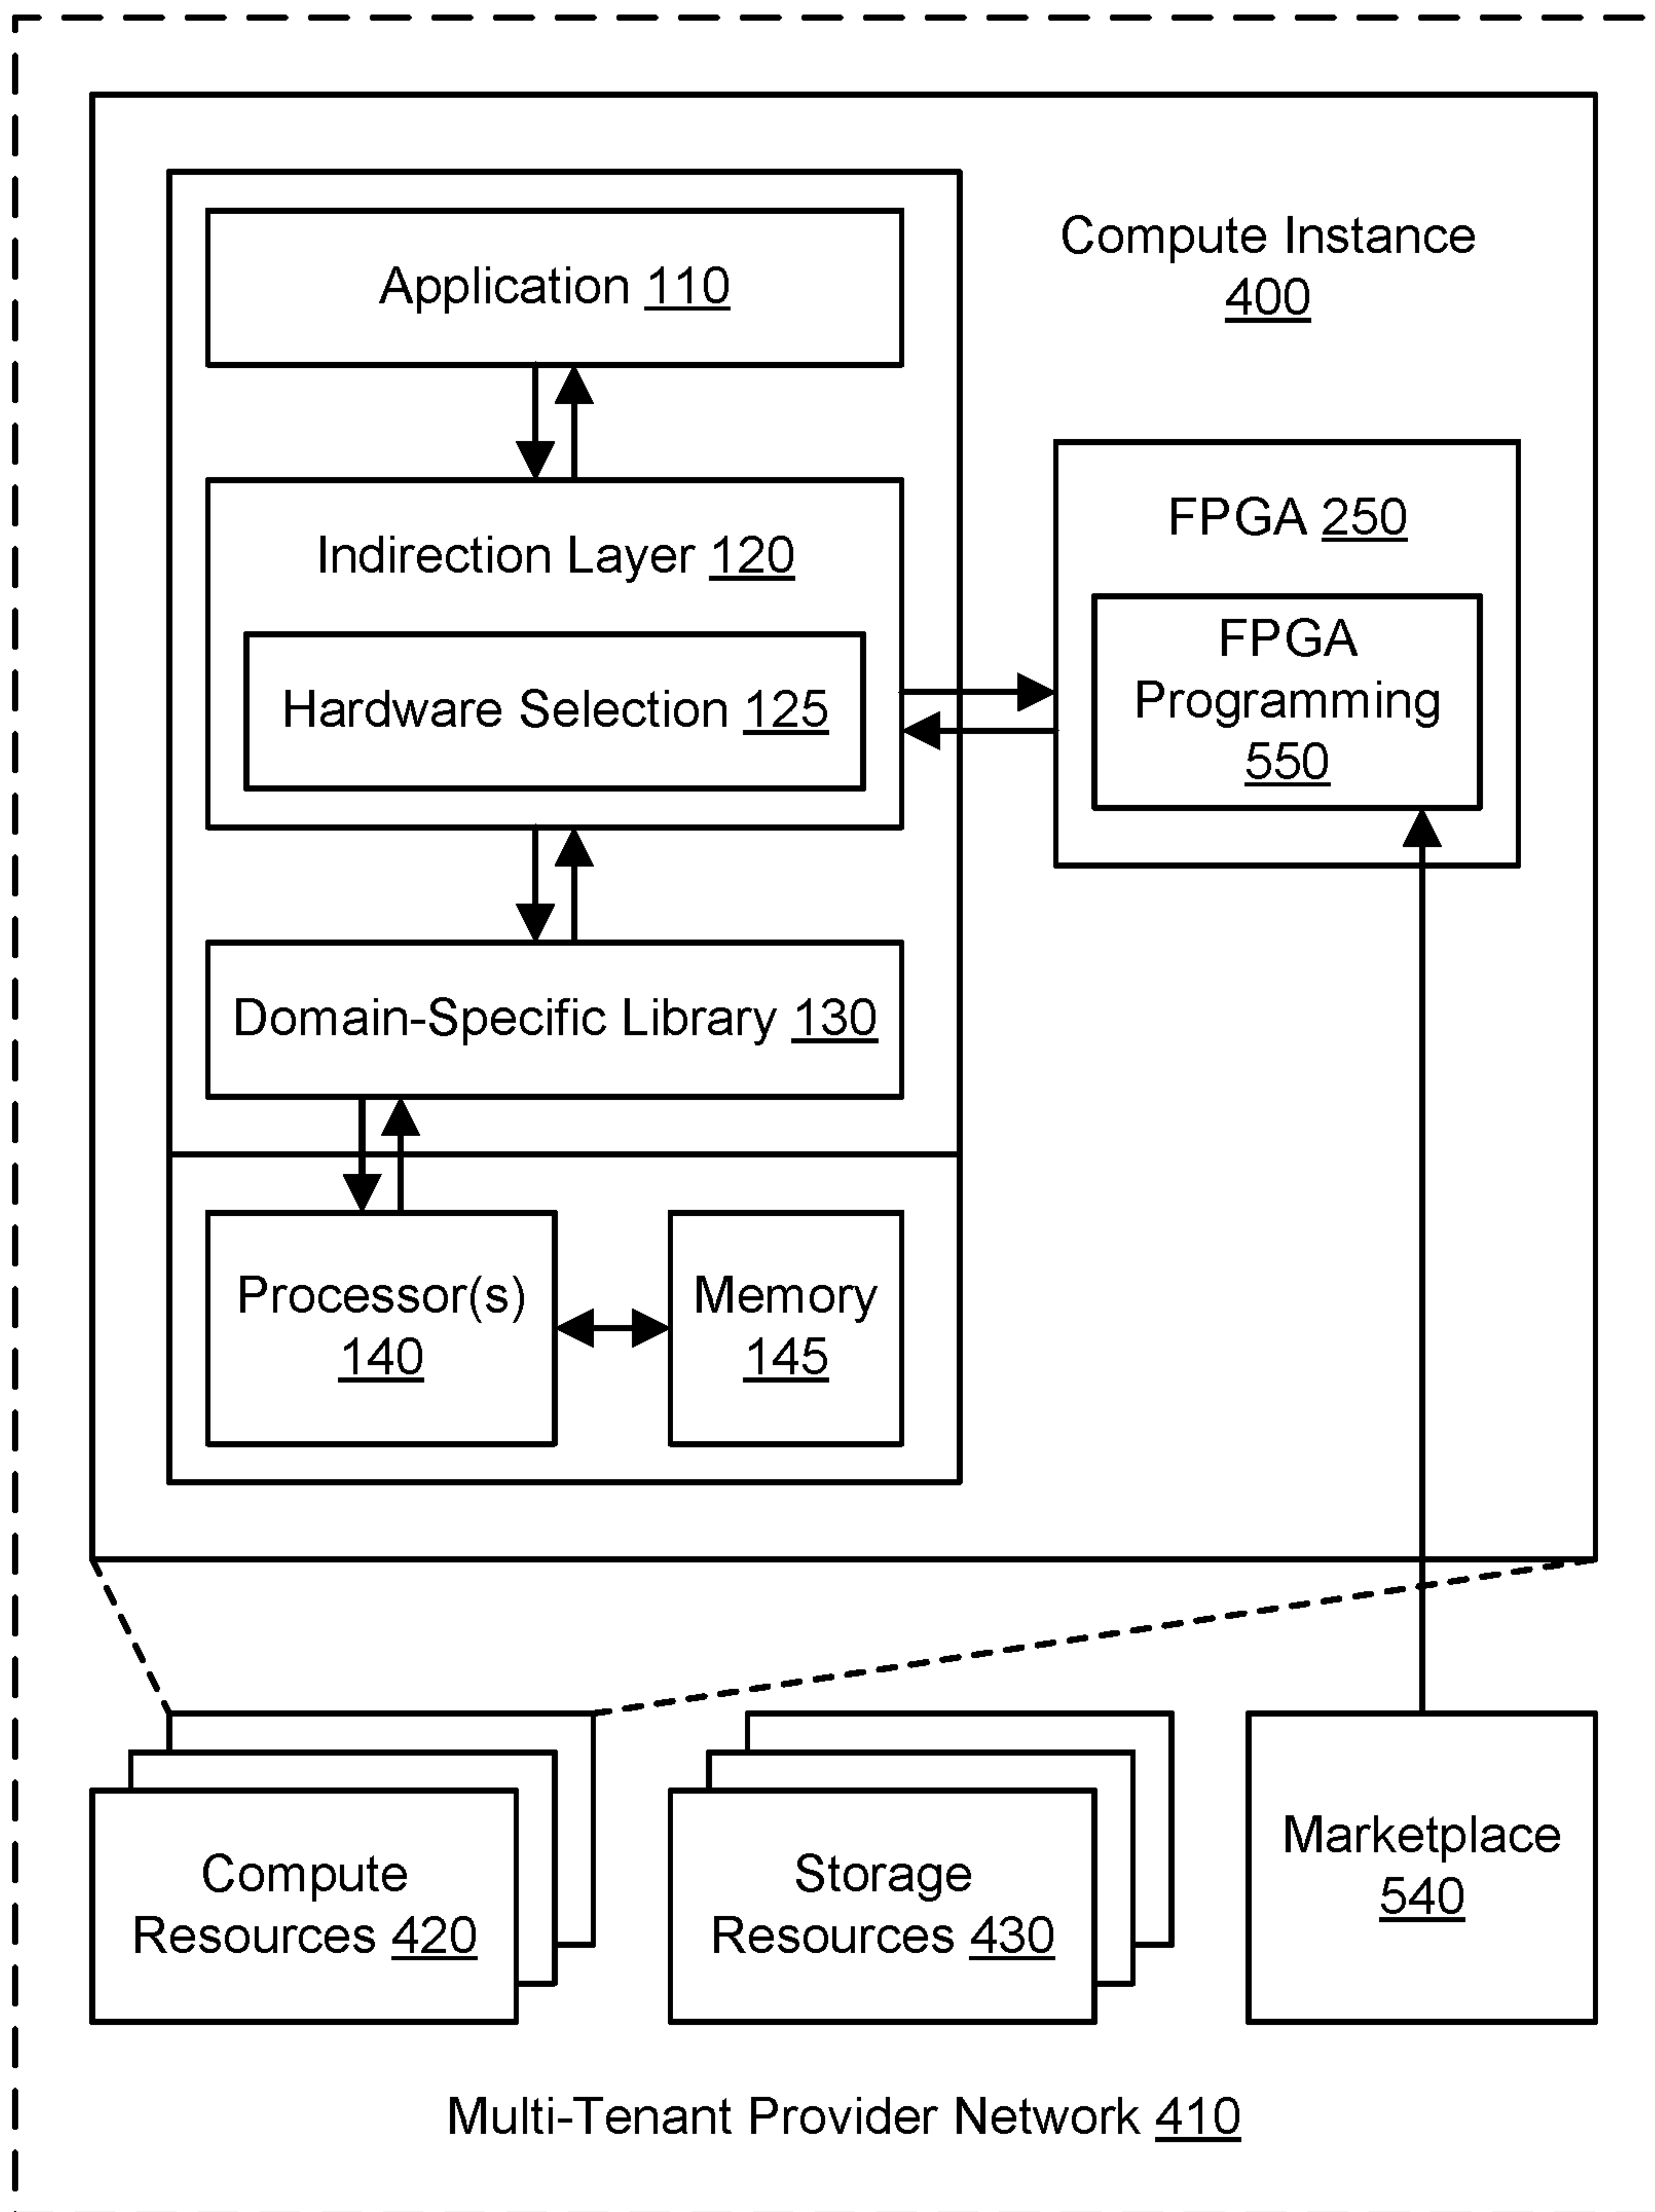 Compute Instance
400
Application 110
Indirection Layer 120
Hardware Selection 125
FPGA 250
FPGA
Programming
550
Domain-Specific Library 130
Processor(s)
140
Memory
145
Compute
Resources 420
Storage
Resources 430
Marketplace
540
Multi-Tenant Provider Network 410